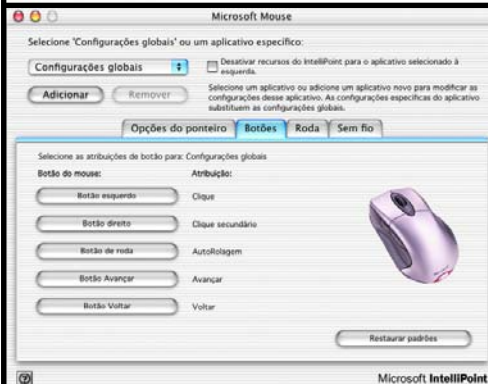 Microsoft Mouse
Selecione 'Configurações globais' ou um aplicativo específico:
Configurações globais
Desativar recursos do IntelliPoint para o aplicativo selecionado à
esquerda.
Adicionar
Remover
Selecione um aplicativo ou adicione um aplicativo novo para modificar as
configurações desse aplicativo. As configurações específicas do aplicativo
substituem as configurações globais.
Opções do ponteiro
Botões
Roda
Sem fio
Selecione as atribuições de botão para: Configurações globais
Botão do mouse:
Atribuição:
Botão esquerdo
Clique
Botão direito
Clique secundário
Botão de roda
AutoRolagem
Botão Avançar
Avançar
Botão Voltar
Voltar
Restaurar padrões
?
Microsoft IntelliPoint